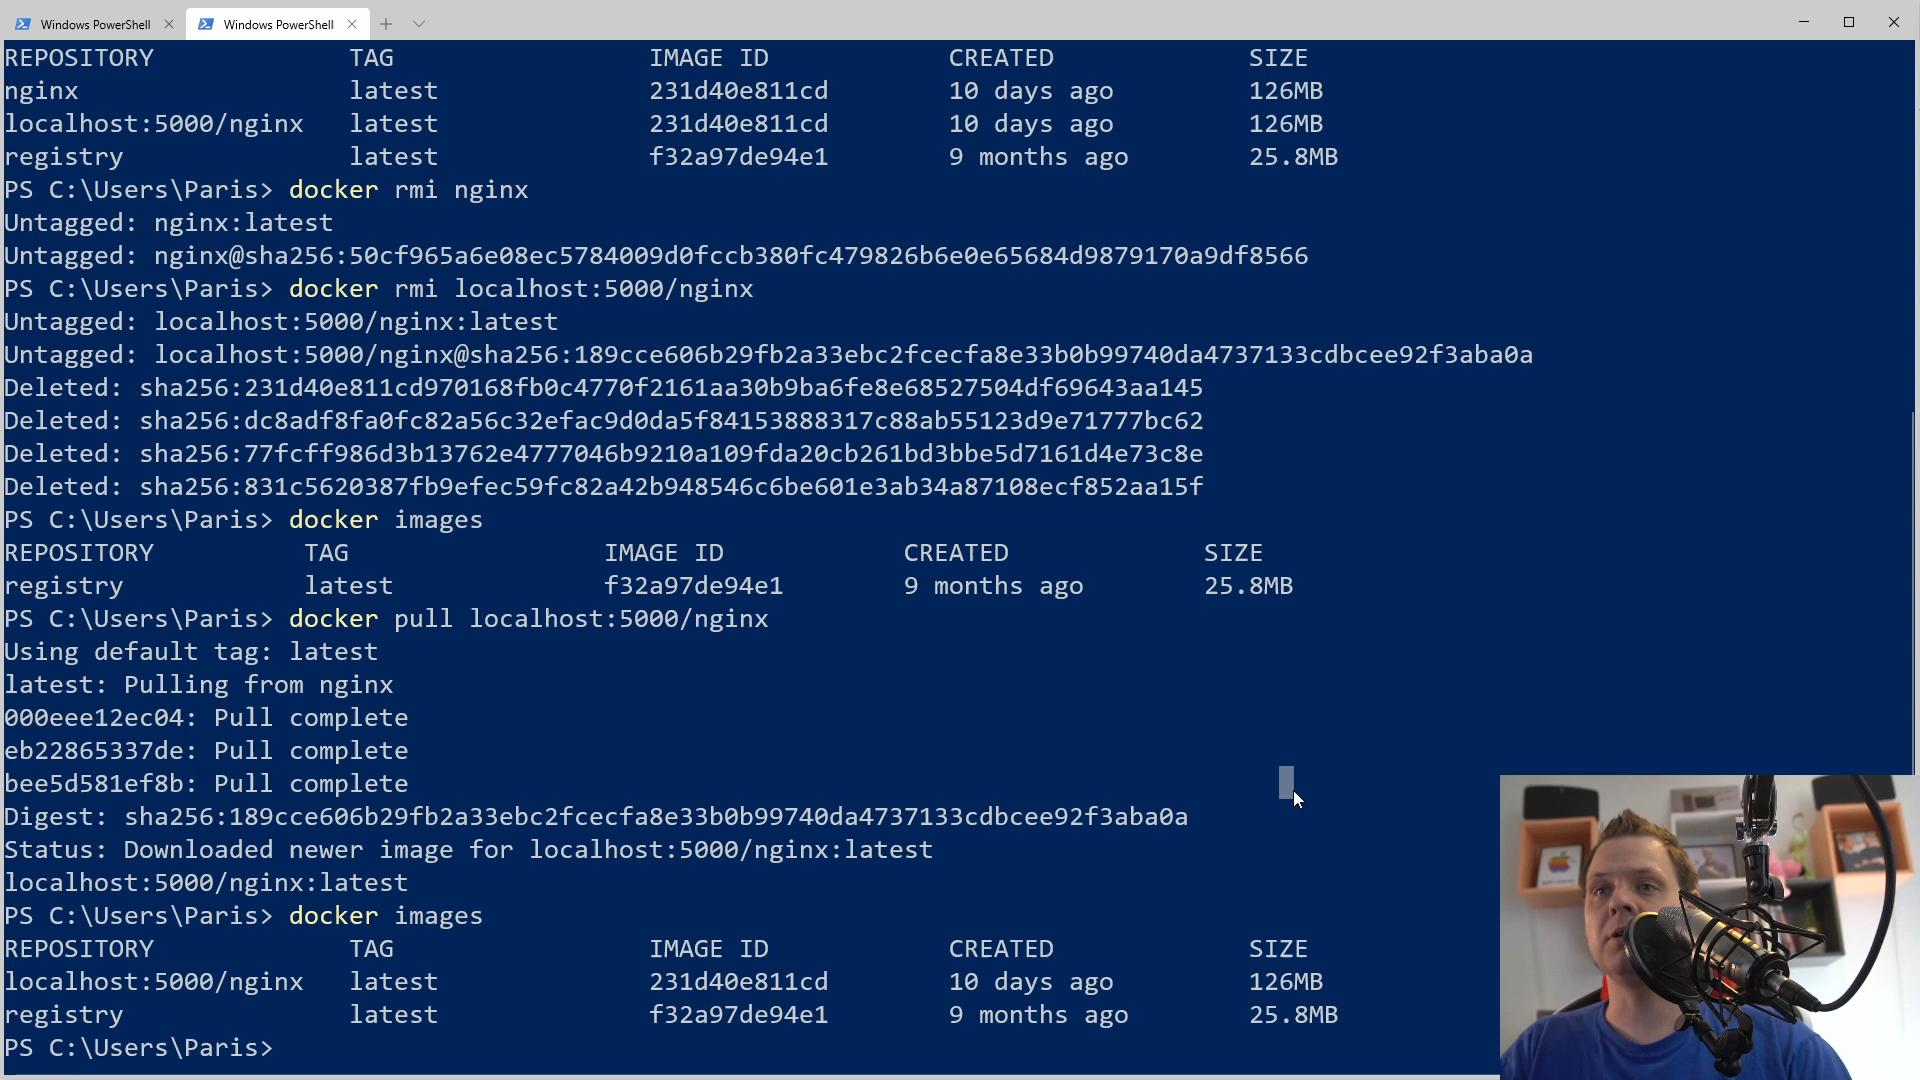 Windows PowerShell
Windows PowerShell
REPOSITORY TAG IMAGE ID CREATED SIZE
nginx latest 231d40e811cd 10 days ago 126MB
localhost:5000/nginx latest 231d40e811cd 10 days ago 126MB
registry latest f32a97de94e1 9 months ago 25.8MB
PS C:\Users\Paris> docker rmi nginx
Untagged: nginx:latest
Untagged: nginx@sha256:50cf965a6e08ec5784009d0fccb380fc479826b6e0e65684d9879170a9df8566
PS C:\Users\Paris> docker rmi localhost:5000/nginx
Untagged: localhost:5000/nginx:latest
Untagged: localhost:5000/nginx@sha256:189cce606b29fb2a33ebc2fcecfa8e33b0b99740da4737133cdbcee92f3aba0a
Deleted: sha256:231d40e811cd970168fb0c4770f2161aa30b9ba6fe8e68527504df69643aa145
Deleted: sha256:dc8adf8fa0fc82a56c32efac9d0da5f84153888317c88ab55123d9e71777bc62
Deleted: sha256:77fcff986d3b13762e4777046b9210a109fda20cb261bd3bbe5d7161d4e73c8e
Deleted: sha256:831c5620387fb9efec59fc82a42b948546c6be601e3ab34a87108ecf852aa15f
PS C:\Users\Paris> docker images
REPOSITORY TAG IMAGE ID CREATED SIZE
registry latest f32a97de94e1 9 months ago 25.8MB
PS C:\Users\Paris> docker pull localhost:5000/nginx
Using default tag: latest
latest: Pulling from nginx
000eee12ec04: Pull complete
eb22865337de: Pull complete
bee5d581ef8b: Pull complete
Digest: sha256:189cce606b29fb2a33ebc2fcecfa8e33b0b99740da4737133cdbcee92f3aba0a
Status: Downloaded newer image for localhost:5000/nginx:latest
localhost:5000/nginx:latest
PS C:\Users\Paris> docker images
REPOSITORY TAG IMAGE ID CREATED SIZE
localhost:5000/nginx latest 231d40e811cd 10 days ago 126MB
registry latest f32a97de94e1 9 months ago 25.8MB
PS C:\Users\Paris>